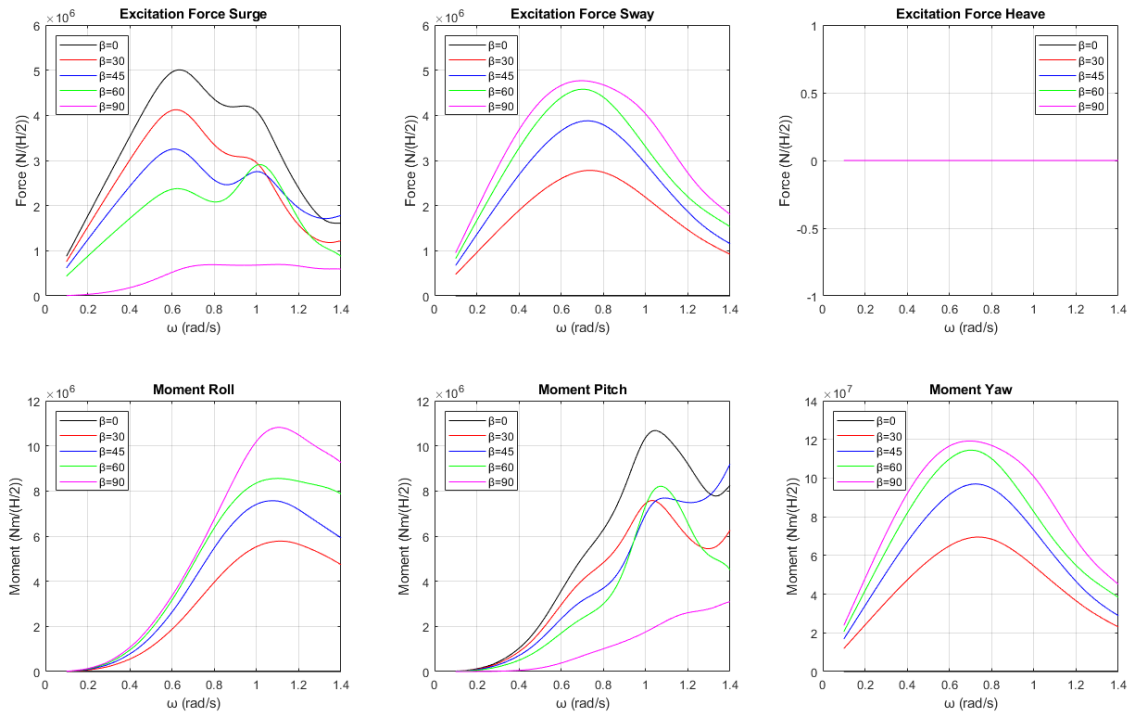 Excitation Force Surge
×10⁶
Force (N/(H/2))
6
5
4
3
2
1
0
β=0
β=30
β=45
β=60
β=90
0 0.2 0.4 0.6 0.8 1 1.2 1.4
ω (rad/s)
Excitation Force Sway
×10⁶
Force (N/(H/2))
6
5
4
3
2
1
0
β=0
β=30
β=45
β=60
β=90
0 0.2 0.4 0.6 0.8 1 1.2 1.4
ω (rad/s)
Excitation Force Heave
Force (N/(H/2))
1
0.5
0
-0.5
-1
β=0
β=30
β=45
β=60
β=90
0 0.2 0.4 0.6 0.8 1 1.2 1.4
ω (rad/s)
Moment Roll
×10⁶
Moment (Nm/(H/2))
12
10
8
6
4
2
0
β=0
β=30
β=45
β=60
β=90
0 0.2 0.4 0.6 0.8 1 1.2 1.4
ω (rad/s)
Moment Pitch
×10⁶
Moment (Nm/(H/2))
12
10
8
6
4
2
0
β=0
β=30
β=45
β=60
β=90
0 0.2 0.4 0.6 0.8 1 1.2 1.4
ω (rad/s)
Moment Yaw
×10⁷
Moment (Nm/(H/2))
14
12
10
8
6
4
2
0
β=0
β=30
β=45
β=60
β=90
0 0.2 0.4 0.6 0.8 1 1.2 1.4
ω (rad/s)